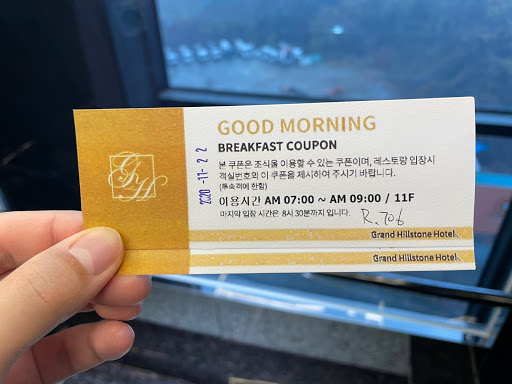 GH
GOOD MORNING
BREAKFAST COUPON
본 쿠폰은 조식을 이용할 수 있는 쿠폰이며, 레스토랑 입장시
객실번호와 이 쿠폰을 제시하여 주시기 바랍니다.
(투숙객에 한함)
이용시간 AM 07:00 ~ AM 09:00 / 11F
마지막 입장 시간은 8시 30분까지 입니다.
R.706
2020-11-22
Grand Hillstone Hotel
Grand Hillstone Hotel